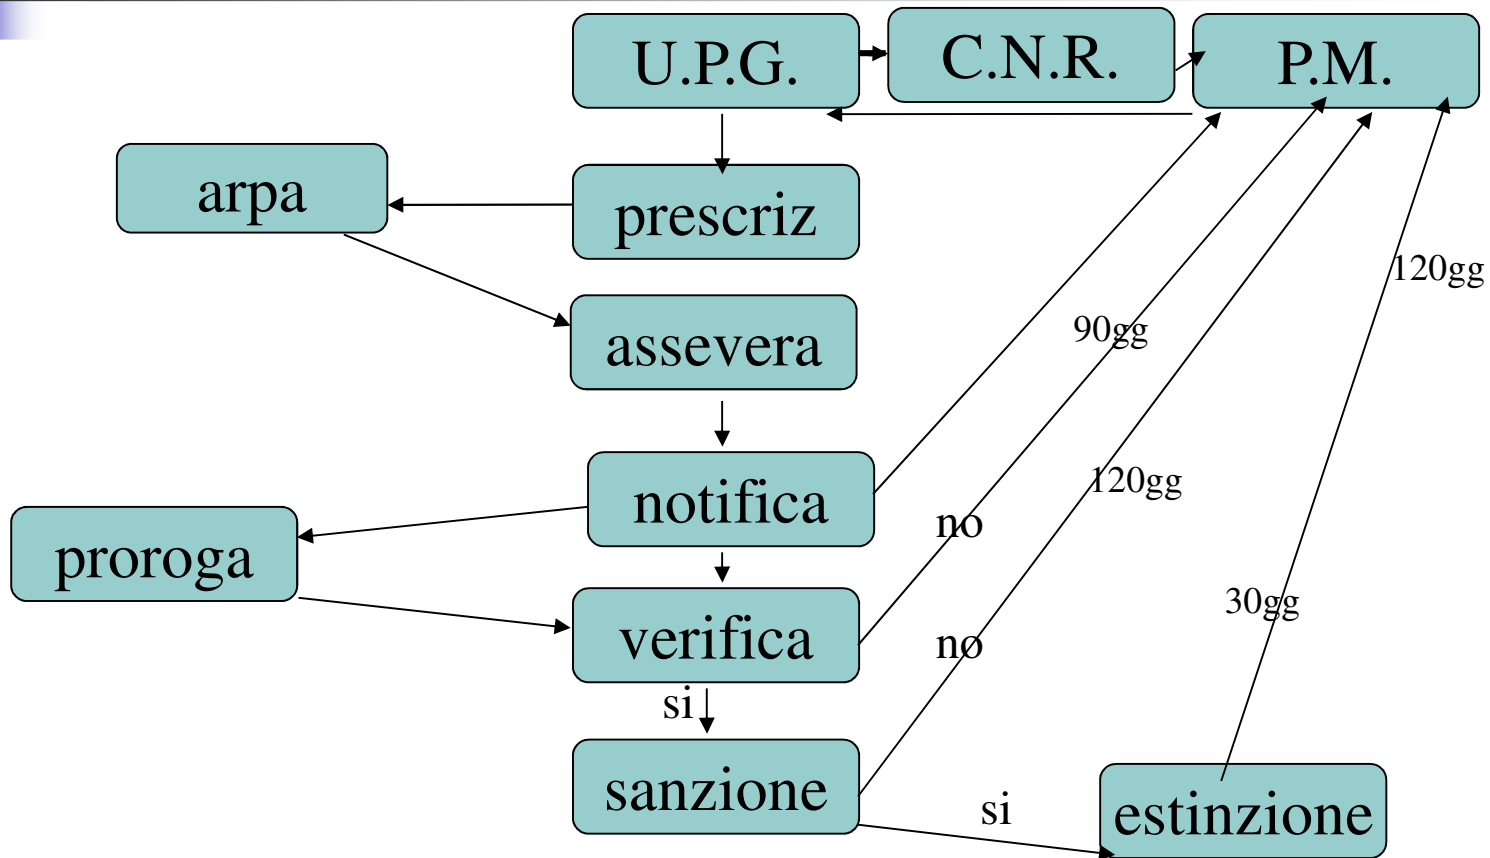 U.P.G.
C.N.R.
P.M.
arpa
prescriz
120gg
assevera
90gg
120gg
notifica
no
proroga
30gg
verifica
no
si
sanzione
si
estinzione